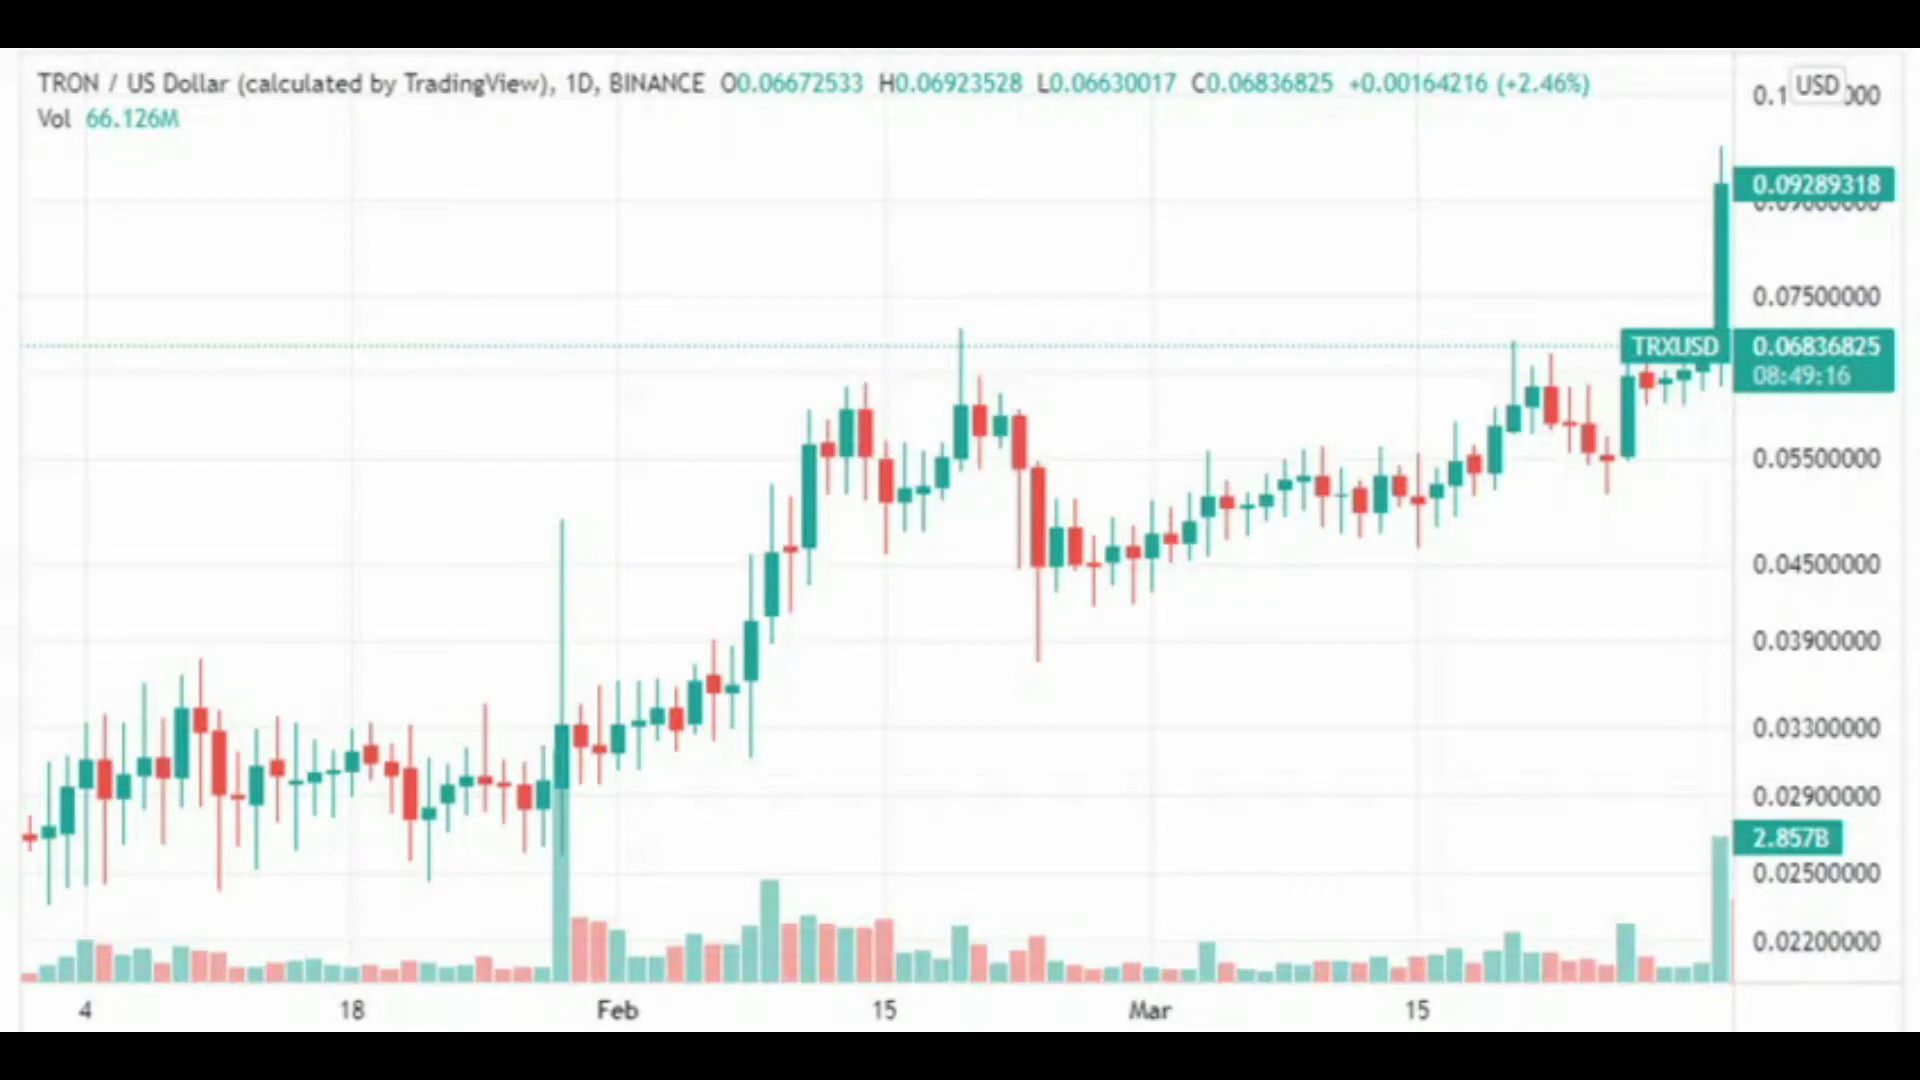 TRON / US Dollar (calculated by TradingView), 1D, BINANCE O0.06672533 H0.06923528 L0.06630017 C0.06836825 +0.00164216 (+2.46%)
Vol 66.126M
USD
0.09289318
0.07500000
TRXUSD 0.06836825
08:49:16
0.05500000
0.04500000
0.03900000
0.03300000
0.02900000
2.857B
0.02500000
0.02200000
4 18 Feb 15 Mar 15